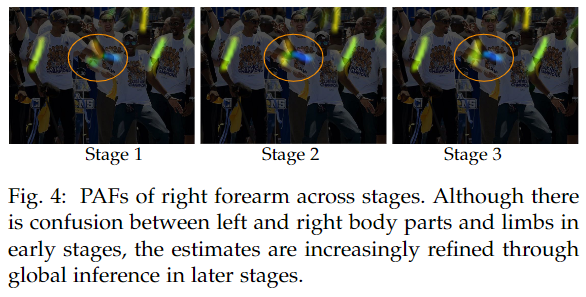 Stage 1
Stage 2
Stage 3
Fig. 4: PAFs of right forearm across stages. Although there
is confusion between left and right body parts and limbs in
early stages, the estimates are increasingly refined through
global inference in later stages.